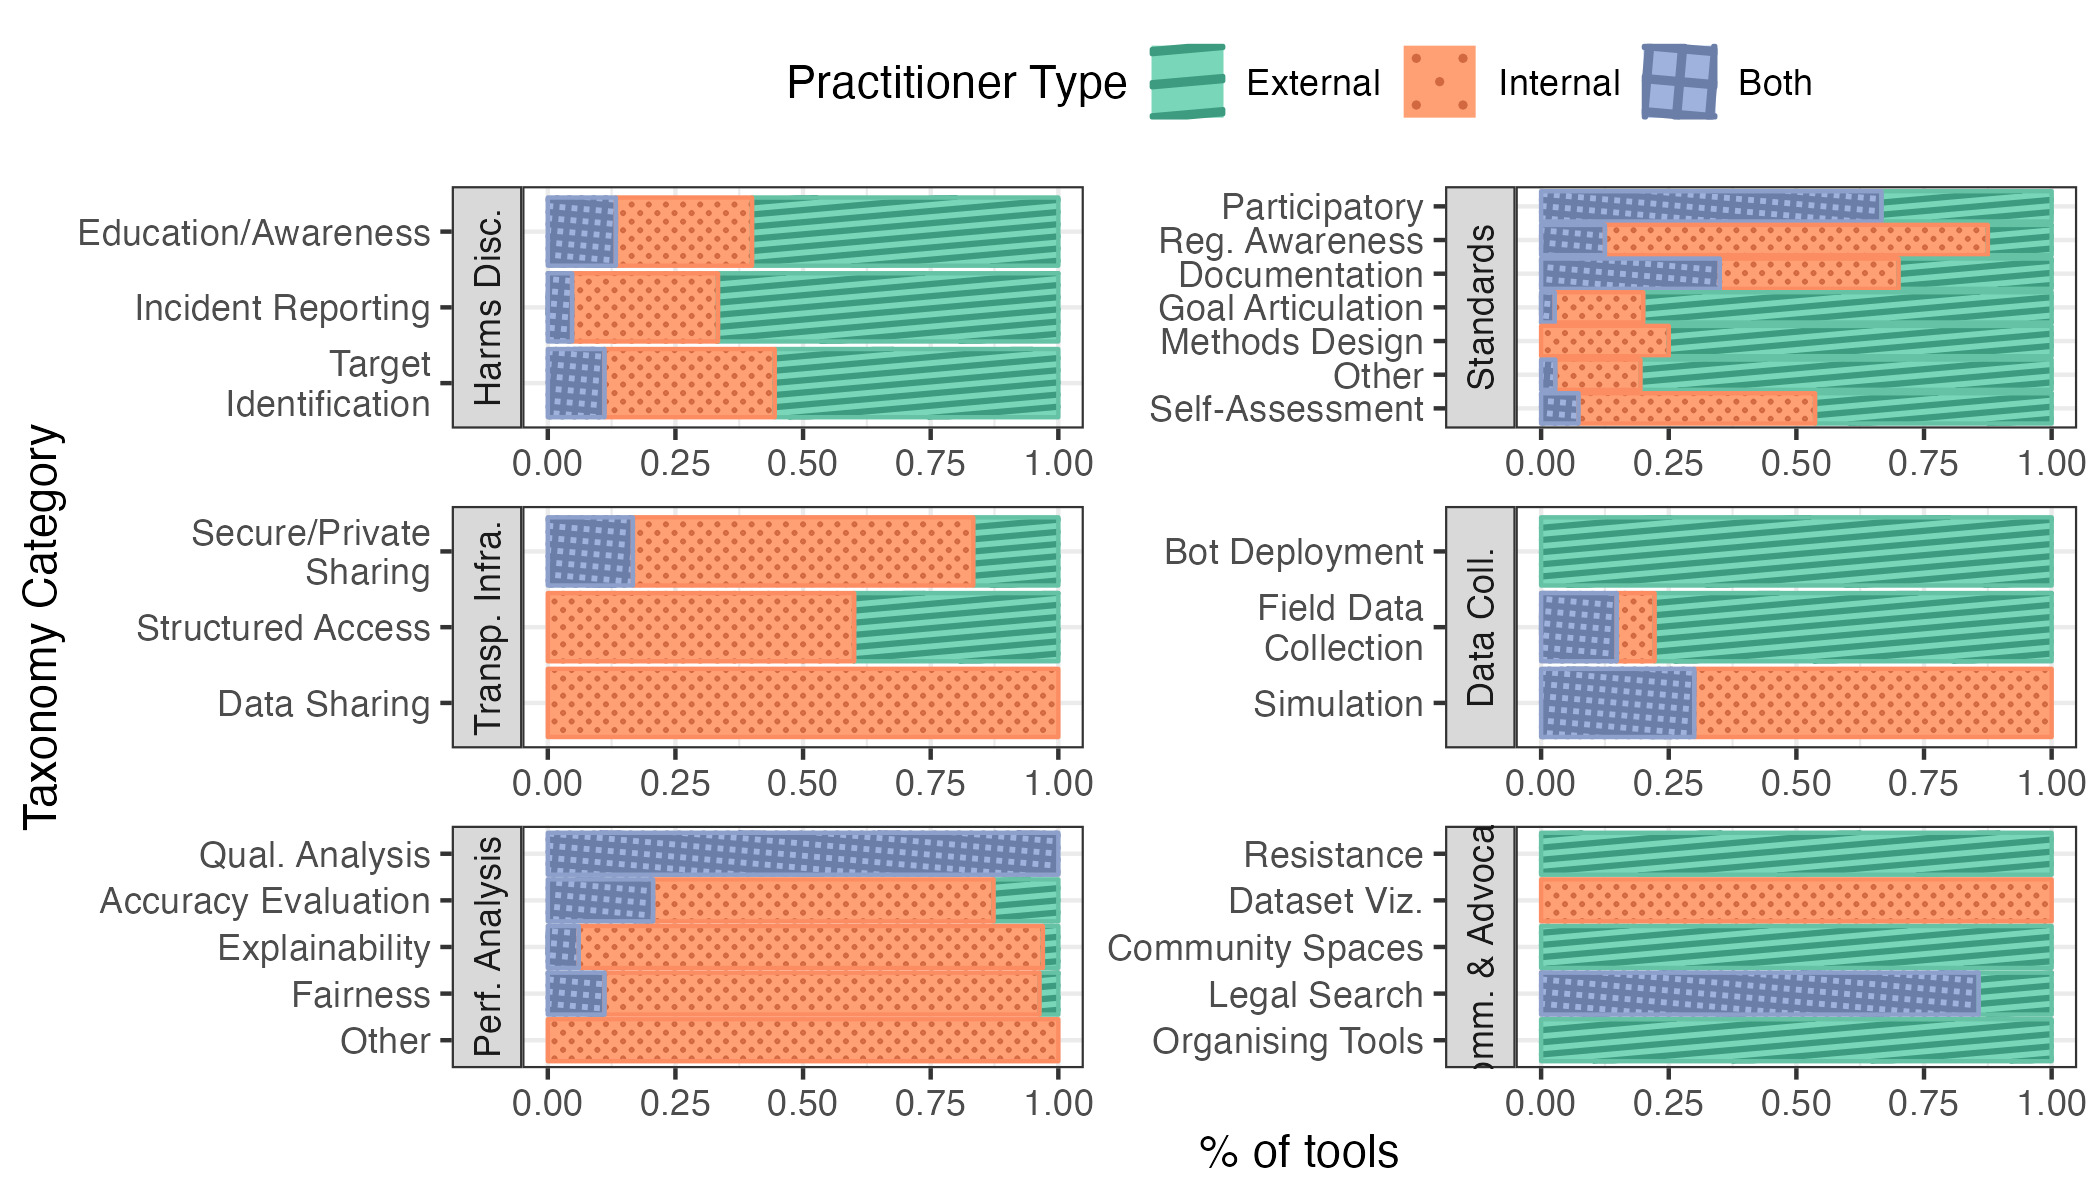 Practitioner Type External Internal Both
Taxonomy Category
Harms Disc.
Education/Awareness
Incident Reporting
Target
Identification
0.00 0.25 0.50 0.75 1.00
Standards
Participatory
Reg. Awareness
Documentation
Goal Articulation
Methods Design
Other
Self-Assessment
0.00 0.25 0.50 0.75 1.00
Transp. Infra.
Secure/Private
Sharing
Structured Access
Data Sharing
0.00 0.25 0.50 0.75 1.00
Data Coll.
Bot Deployment
Field Data
Collection
Simulation
0.00 0.25 0.50 0.75 1.00
Perf. Analysis
Qual. Analysis
Accuracy Evaluation
Explainability
Fairness
Other
0.00 0.25 0.50 0.75 1.00
omm. & Advoca
Resistance
Dataset Viz.
Community Spaces
Legal Search
Organising Tools
0.00 0.25 0.50 0.75 1.00
% of tools